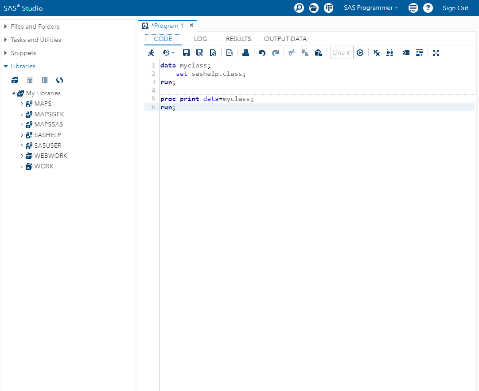 SAS® Studio
SAS Programmer
Sign Out
Files and Folders
Tasks and Utilities
Snippets
Libraries
My Libraries
MAPS
MAPSGFK
MAPSSAS
SASHELP
SASUSER
WEBWORK
WORK
*Program 1 ×
CODE LOG RESULTS OUTPUT DATA
Line #
1 data myclass;
2 set sashelp.class;
3 run;
4
5 proc print data=myclass;
6 run;